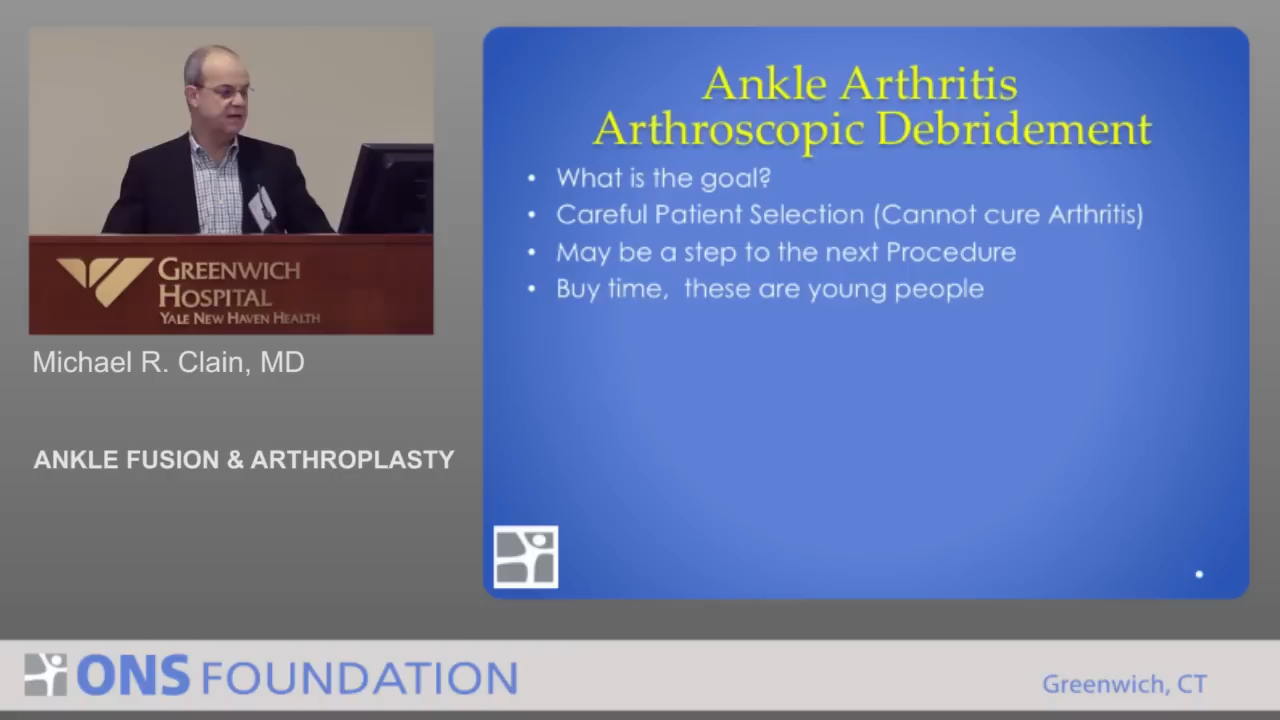 Ankle Arthritis
Arthroscopic Debridement
• What is the goal?
• Careful Patient Selection (Cannot cure Arthritis)
• May be a step to the next Procedure
• Buy time, these are young people
GREENWICH
HOSPITAL
YALE NEW HAVEN HEALTH
Michael R. Clain, MD
ANKLE FUSION & ARTHROPLASTY
ONS FOUNDATION
Greenwich, CT